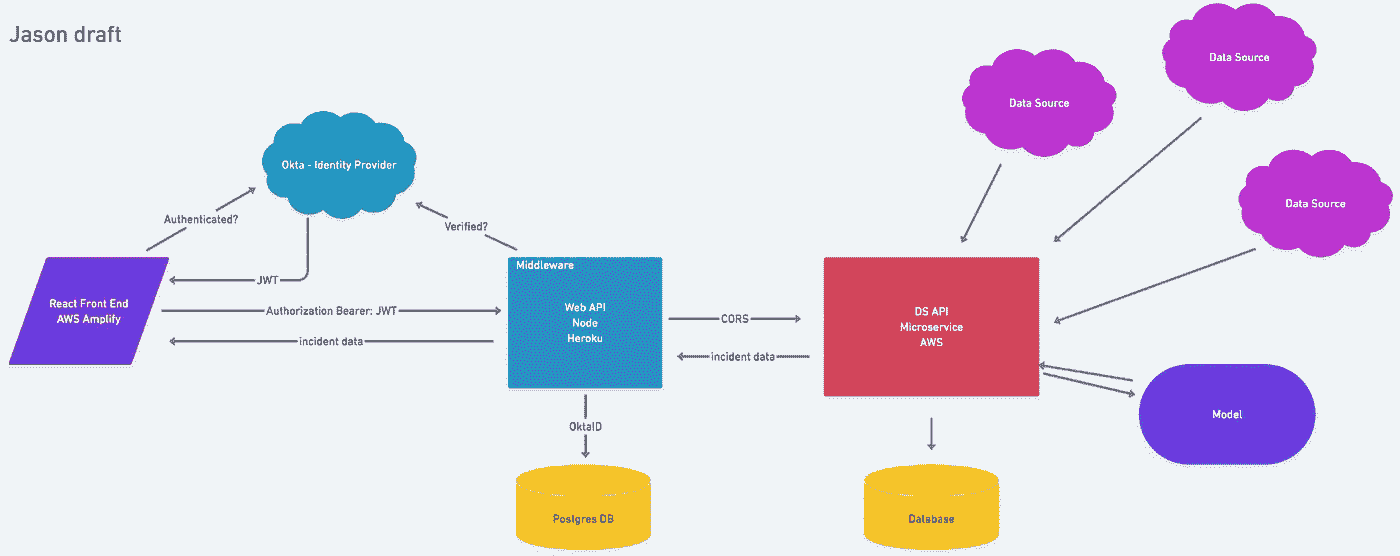 Jason draft
Data Source
Data Source
Data Source
Okta - Identity Provider
Authenticated?
Verified?
JWT
React Front End
AWS Amplify
Authorization Bearer: JWT
incident data
Middleware
Web API
Node
Heroku
CORS
incident data
DS API
Microservice
AWS
Model
OktaID
Postgres DB
Database